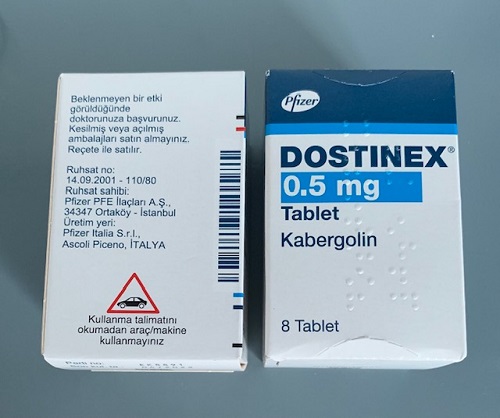 Beklenmeyen bir etki
görüldüğünde
doktorunuza başvurunuz.
Kesilmiş veya açılmış
ambalajları satın almayınız.
Reçete ile satılır.
Ruhsat no:
14.09.2001 - 110/80
Ruhsat sahibi:
Pfizer PFE İlaçları A.Ş.,
34347 Ortaköy - İstanbul
Üretim yeri:
Pfizer Italia S.r.l.,
Ascoli Piceno, İTALYA
Kullanma talimatını
okumadan araç/makine
kullanmayınız
Parti no:
Pfizer
DOSTINEX®
0.5 mg
Tablet
Kabergolin
8 Tablet